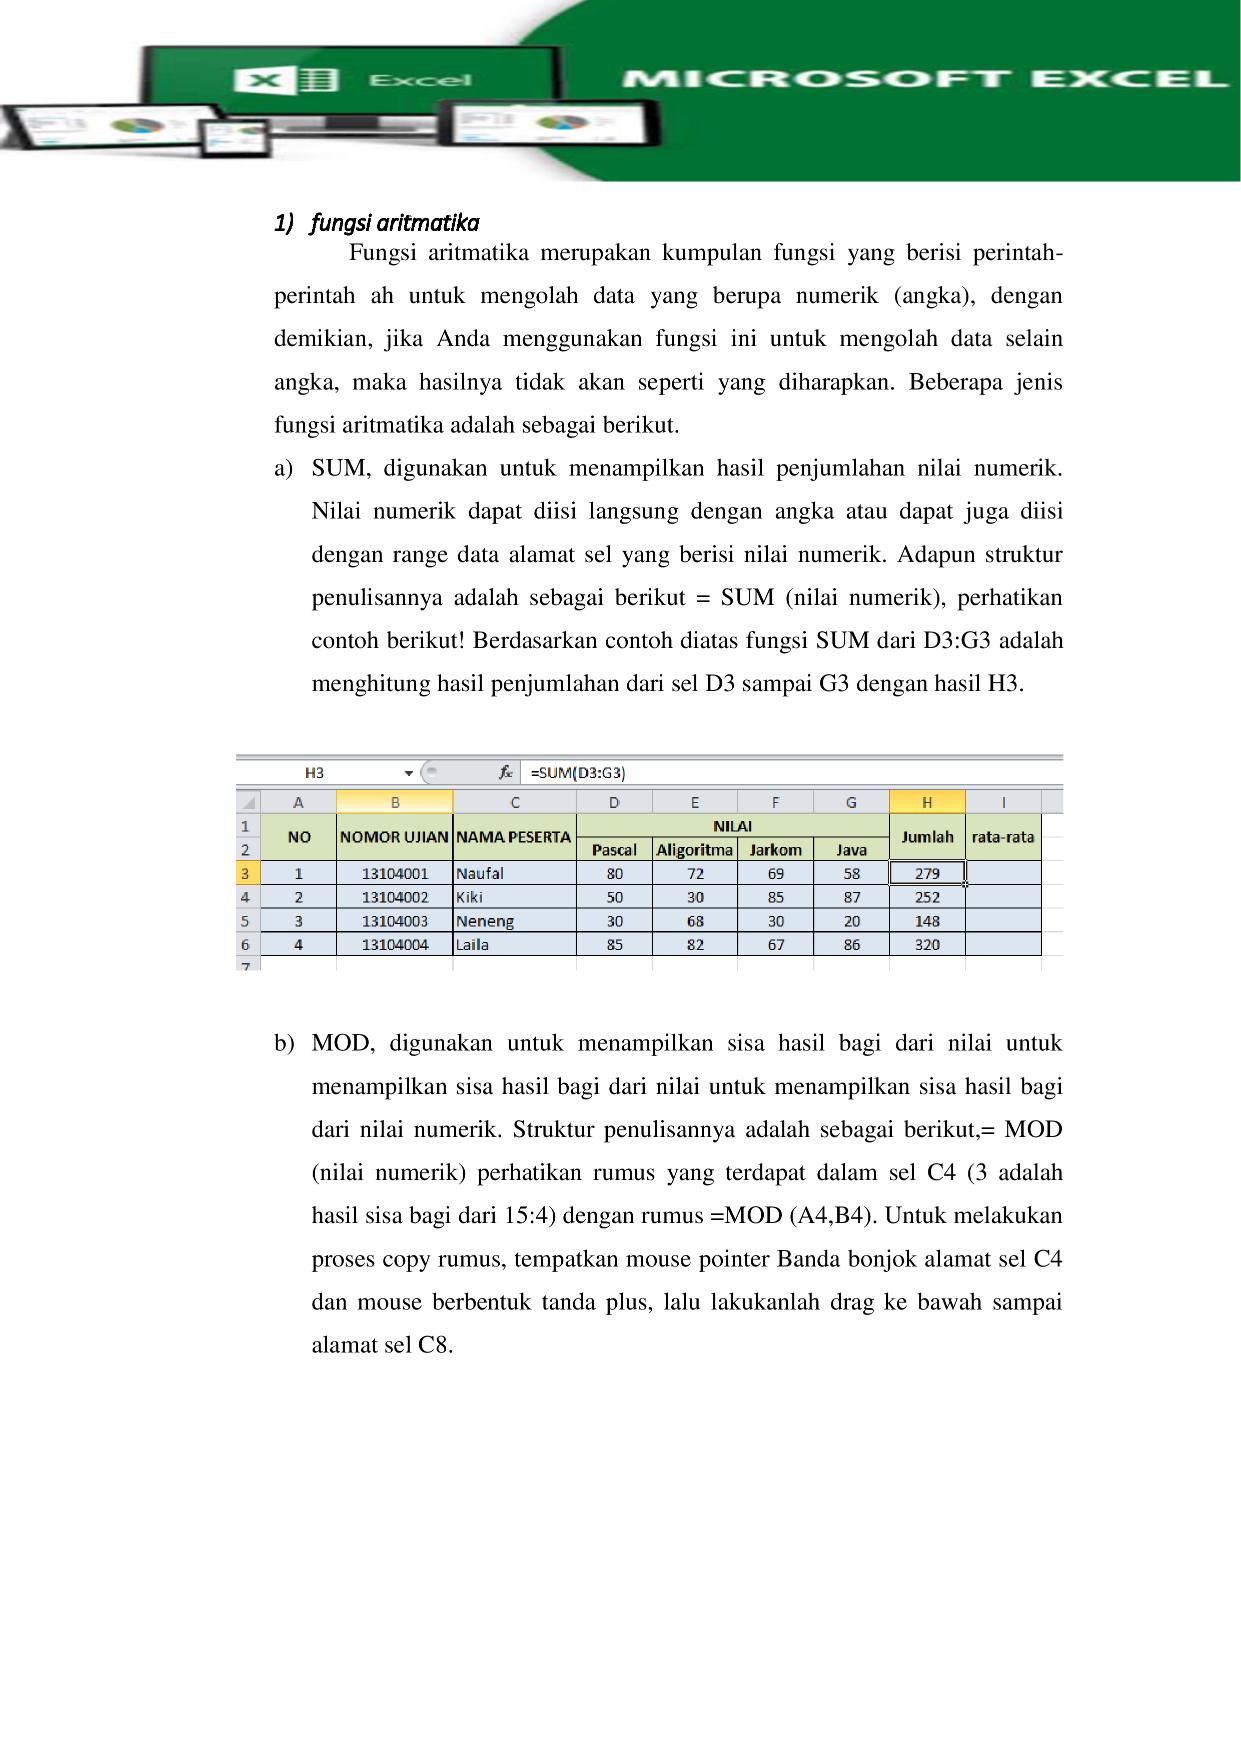 Excel
MICROSOFT EXCEL
1) fungsi aritmatika
Fungsi aritmatika merupakan kumpulan fungsi yang berisi perintah-
perintah ah untuk mengolah data yang berupa numerik (angka), dengan
demikian, jika Anda menggunakan fungsi ini untuk mengolah data selain
angka, maka hasilnya tidak akan seperti yang diharapkan. Beberapa jenis
fungsi aritmatika adalah sebagai berikut.
a) SUM, digunakan untuk menampilkan hasil penjumlahan nilai numerik.
Nilai numerik dapat diisi langsung dengan angka atau dapat juga diisi
dengan range data alamat sel yang berisi nilai numerik. Adapun struktur
penulisannya adalah sebagai berikut = SUM (nilai numerik), perhatikan
contoh berikut! Berdasarkan contoh diatas fungsi SUM dari D3:G3 adalah
menghitung hasil penjumlahan dari sel D3 sampai G3 dengan hasil H3.
H3 fx =SUM(D3:G3)
A B C D E F G H I
1 NO NOMOR UJIAN NAMA PESERTA NILAI Jumlah rata-rata
2 Pascal Aligoritma Jarkom Java
3 1 13104001 Naufal 80 72 69 58 279
4 2 13104002 Kiki 50 30 85 87 252
5 3 13104003 Neneng 30 68 30 20 148
6 4 13104004 Laila 85 82 67 86 320
7
b) MOD, digunakan untuk menampilkan sisa hasil bagi dari nilai untuk
menampilkan sisa hasil bagi dari nilai untuk menampilkan sisa hasil bagi
dari nilai numerik. Struktur penulisannya adalah sebagai berikut,= MOD
(nilai numerik) perhatikan rumus yang terdapat dalam sel C4 (3 adalah
hasil sisa bagi dari 15:4) dengan rumus =MOD (A4,B4). Untuk melakukan
proses copy rumus, tempatkan mouse pointer Banda bonjok alamat sel C4
dan mouse berbentuk tanda plus, lalu lakukanlah drag ke bawah sampai
alamat sel C8.